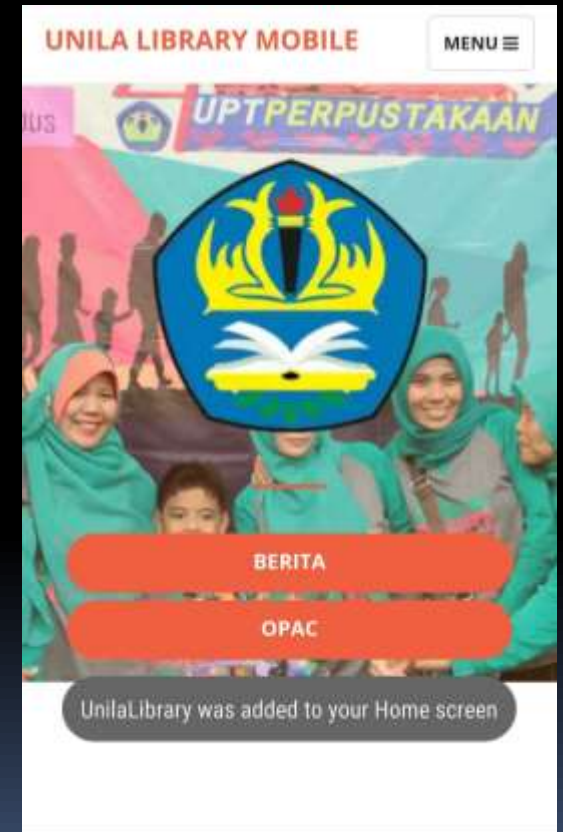 UNILA LIBRARY MOBILE
MENU
UPTPERPUSTAKAAN
BERITA
OPAC
UnilaLibrary was added to your Home screen